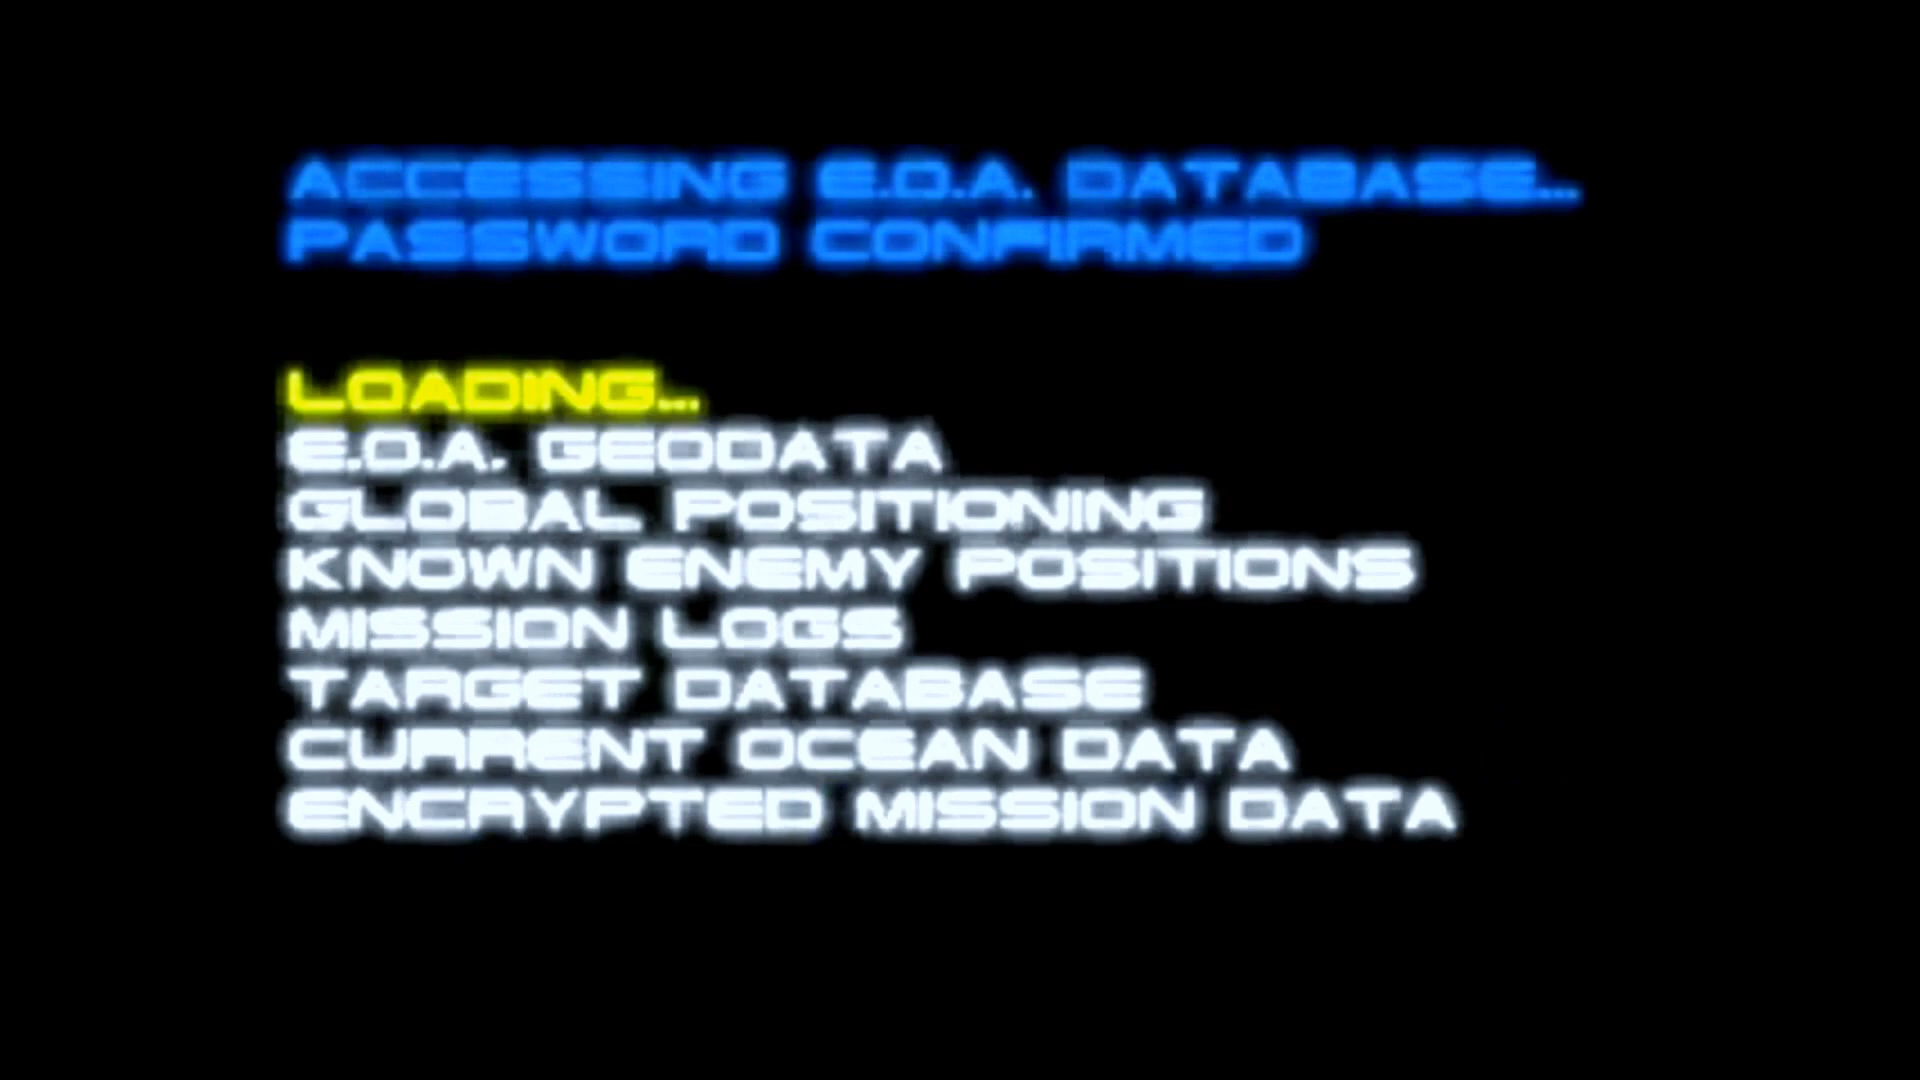 ACCESSING E.O.A. DATABASE...
PASSWORD CONFIRMED
LOADING...
E.O.A. GEODATA
GLOBAL POSITIONING
KNOWN ENEMY POSITIONS
MISSION LOGS
TARGET DATABASE
CURRENT OCEAN DATA
ENCRYPTED MISSION DATA